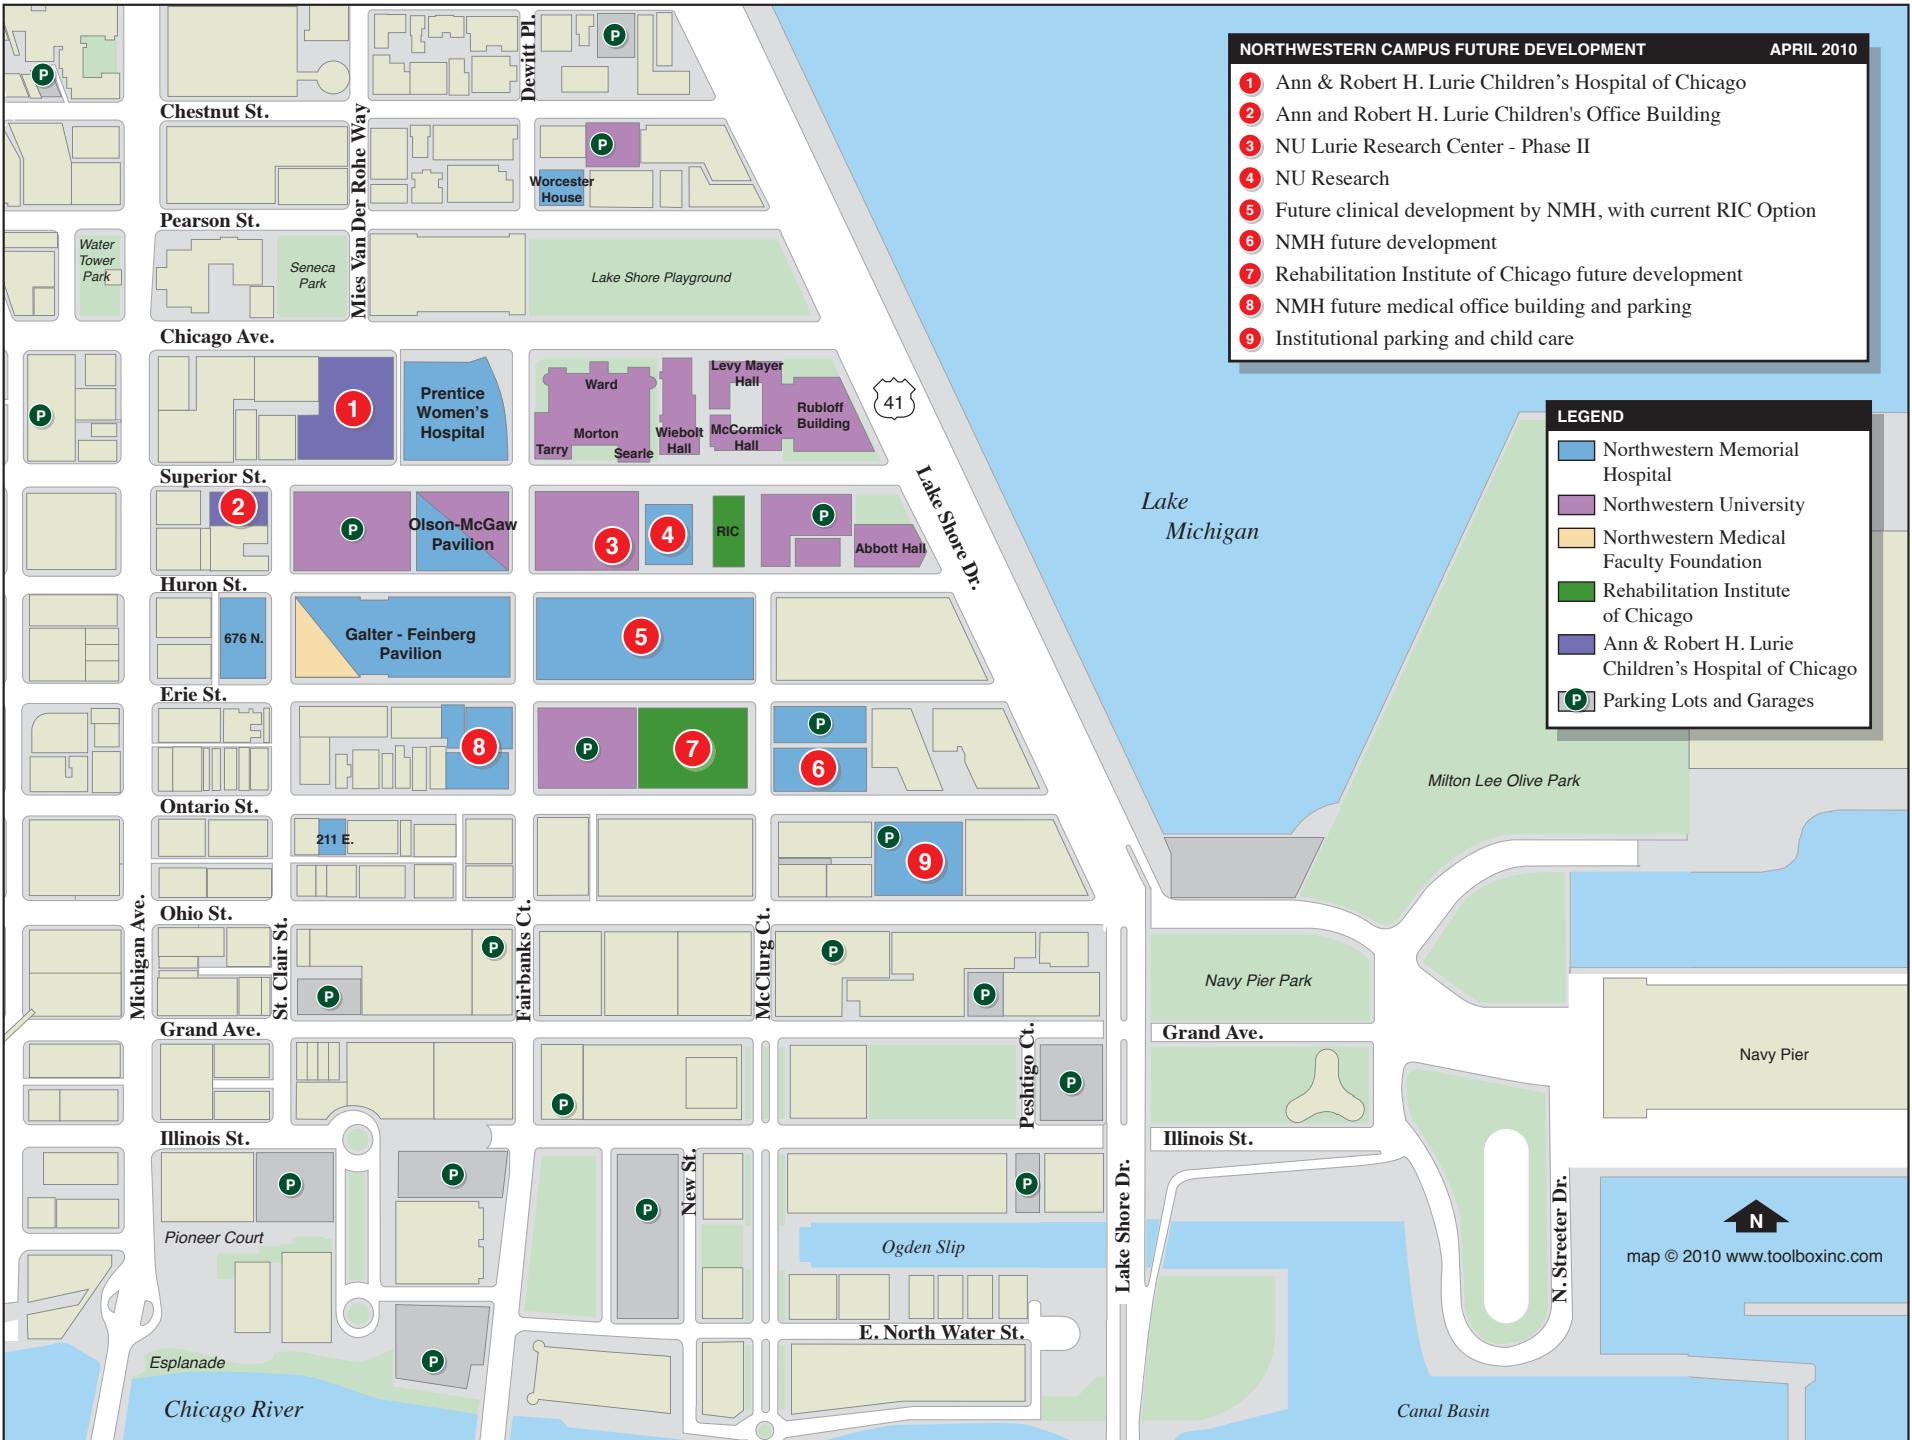 NORTHWESTERN CAMPUS FUTURE DEVELOPMENT APRIL 2010
1 Ann & Robert H. Lurie Children’s Hospital of Chicago
2 Ann and Robert H. Lurie Children's Office Building
3 NU Lurie Research Center - Phase II
4 NU Research
5 Future clinical development by NMH, with current RIC Option
6 NMH future development
7 Rehabilitation Institute of Chicago future development
8 NMH future medical office building and parking
9 Institutional parking and child care
LEGEND
Northwestern Memorial
Hospital
Northwestern University
Northwestern Medical
Faculty Foundation
Rehabilitation Institute
of Chicago
Ann & Robert H. Lurie
Children’s Hospital of Chicago
P Parking Lots and Garages
P
P
Dewitt Pl.
Chestnut St.
Mies Van Der Rohe Way
P
Worcester
House
Pearson St.
Water
Tower
Park
Seneca
Park
Lake Shore Playground
Chicago Ave.
P
1
Prentice
Women’s
Hospital
Ward
Morton
Tarry
Searle
Wiebolt
Hall
Levy Mayer
Hall
McCormick
Hall
Rubloff
Building
41
Superior St.
2
P
Olson-McGaw
Pavilion
3
4
RIC
P
Abbott Hall
Lake Shore Dr.
Lake
Michigan
Huron St.
676 N.
Galter - Feinberg
Pavilion
5
Erie St.
8
P
7
P
6
Milton Lee Olive Park
Ontario St.
211 E.
P
9
Ohio St.
Michigan Ave.
St. Clair St.
Fairbanks Ct.
McClurg Ct.
P
P
P
P
Navy Pier Park
Grand Ave.
Grand Ave.
Peshtigo Ct.
P
P
Navy Pier
Illinois St.
Illinois St.
P
P
P
New St.
P
Lake Shore Dr.
N. Streeter Dr.
Pioneer Court
Ogden Slip
N
map © 2010 www.toolboxinc.com
E. North Water St.
Esplanade
P
Chicago River
Canal Basin